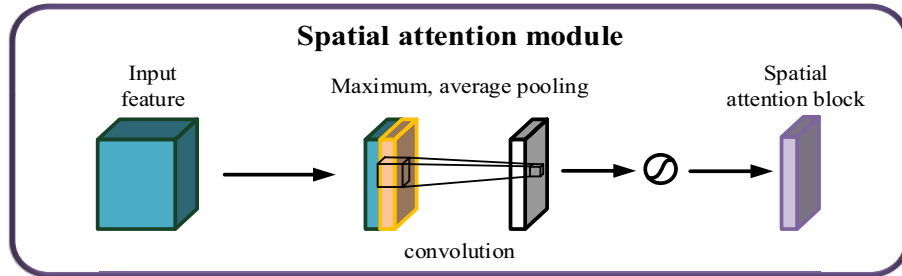 Spatial attention module
Input
feature
Maximum, average pooling
Spatial
attention block
convolution